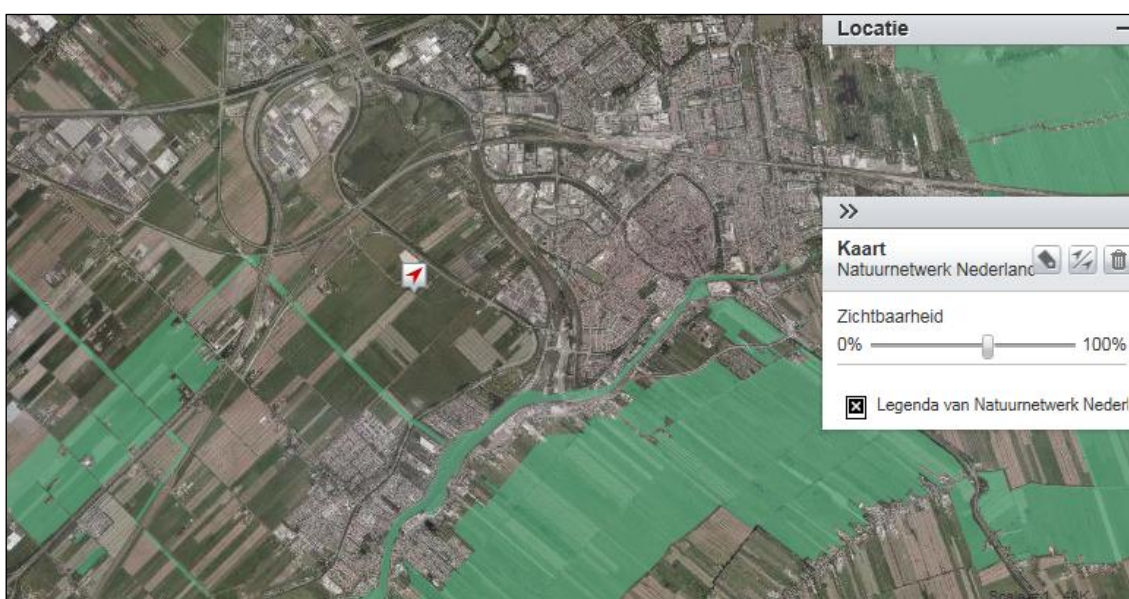 Locatie
Kaart
Natuurnetwerk Nederland
Zichtbaarheid
0%
100%
Legenda van Natuurnetwerk Neder